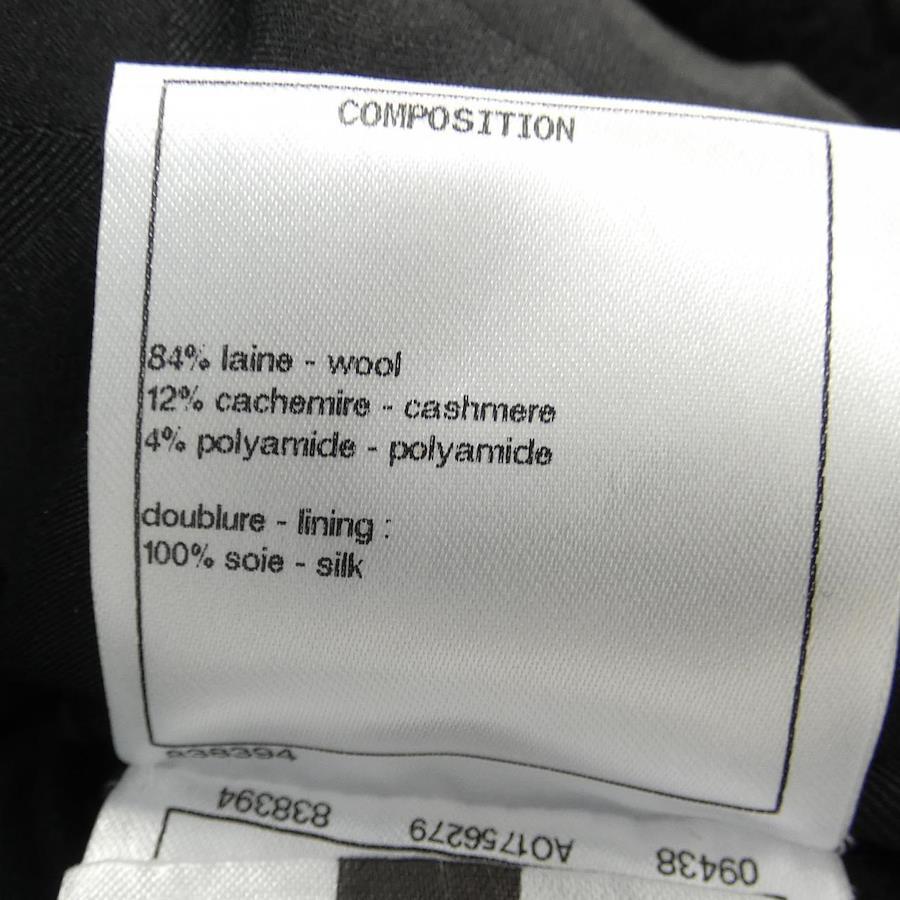 COMPOSITION
84% laine - wool
12% cachemire - cashmere
4% polyamide - polyamide
doublure - lining :
100% soie - silk
838394
09438 A01756279 838394